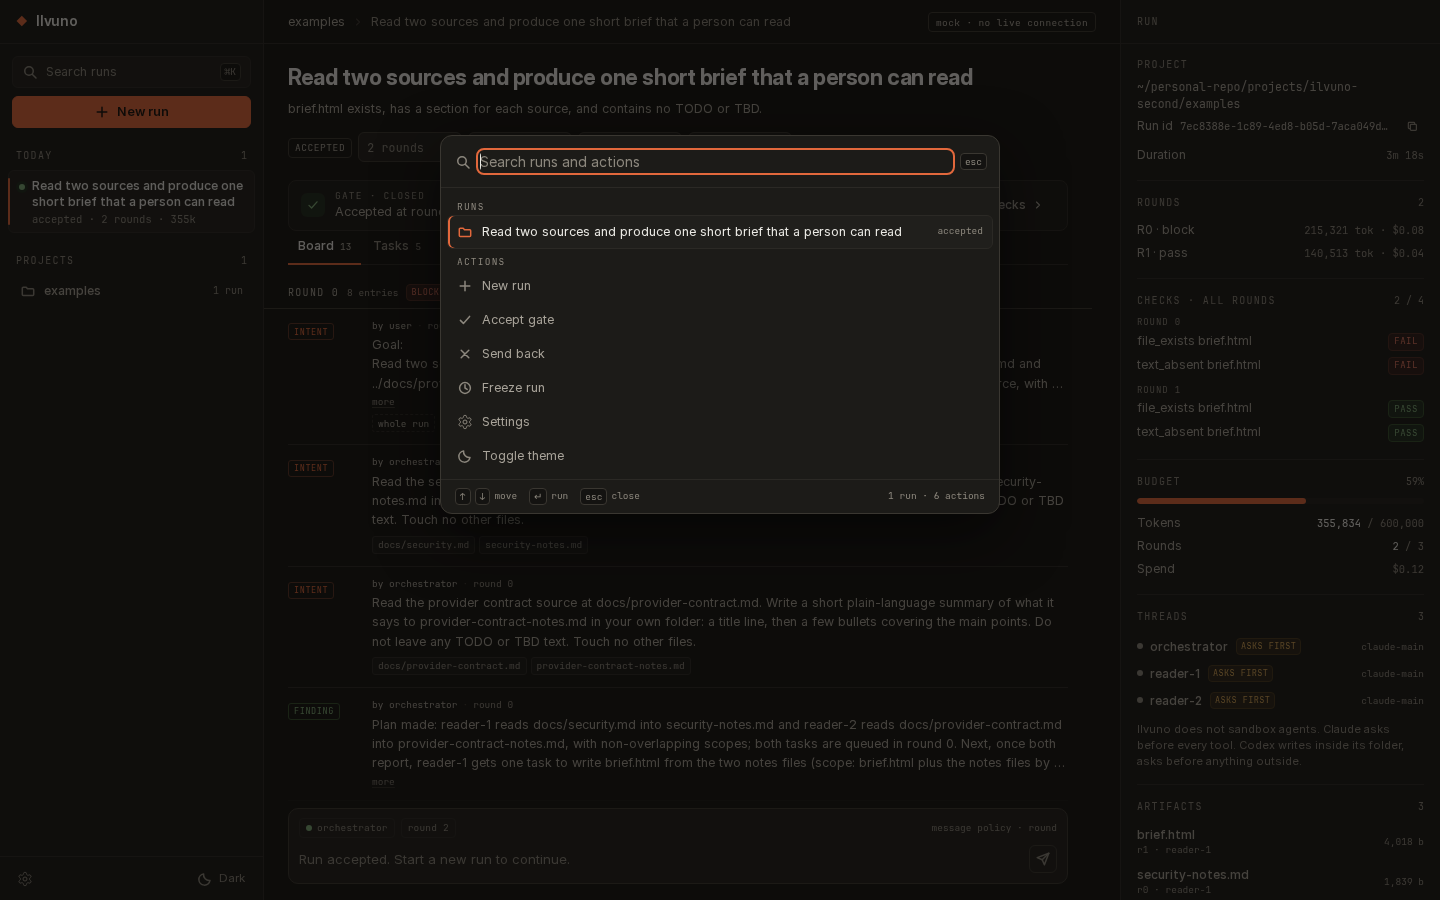 Ilvuno
Search runs
⌘K
New run
TODAY 1
Read two sources and produce one
short brief that a person can read
accepted · 2 rounds · 355k
PROJECTS 1
examples 1 run
Dark
examples
Read two sources and produce one short brief that a person can read
mock · no live connection
Read two sources and produce one short brief that a person can read
brief.html exists, has a section for each source, and contains no TODO or TBD.
ACCEPTED
2 rounds
GATE · CLOSED
Accepted at
Board 13
Tasks 5
ROUND 0 8 entries
Search runs and actions
esc
RUNS
Read two sources and produce one short brief that a person can read
accepted
ACTIONS
New run
Accept gate
Send back
Freeze run
Settings
Toggle theme
↑ ↓ move ↵ run esc close
1 run · 6 actions
INTENT
by user
Goal:
Read two md and
../docs/ with …
more
whole run
INTENT
by
Read the
notes.md in or TBD
text. Touch no other files.
docs/security.md security-notes.md
INTENT
by orchestrator · round 0
Read the provider contract source at docs/provider-contract.md. Write a short plain-language summary of what it
says to provider-contract-notes.md in your own folder: a title line, then a few bullets covering the main points. Do
not leave any TODO or TBD text. Touch no other files.
docs/provider-contract.md provider-contract-notes.md
FINDING
by orchestrator · round 0
Plan made: reader-1 reads docs/security.md into security-notes.md and reader-2 reads docs/provider-contract.md
into provider-contract-notes.md, with non-overlapping scopes; both tasks are queued in round 0. Next, once both
report, reader-1 gets one task to write brief.html from the two notes files (scope: brief.html plus the notes files by …
more
orchestrator
round 2
message policy · round
Run accepted. Start a new run to continue.
RUN
PROJECT
~/personal-repo/projects/ilvuno-
second/examples
Run id 7ec8388e-1c89-4ed8-b05d-7aca049d…
Duration 3m 18s
ROUNDS 2
R0 · block 215,321 tok · $0.08
R1 · pass 140,513 tok · $0.04
CHECKS · ALL ROUNDS 2 / 4
ROUND 0
file_exists brief.html FAIL
text_absent brief.html FAIL
ROUND 1
file_exists brief.html PASS
text_absent brief.html PASS
BUDGET 59%
Tokens 355,834 / 600,000
Rounds 2 / 3
Spend $0.12
THREADS 3
orchestrator ASKS FIRST claude-main
reader-1 ASKS FIRST claude-main
reader-2 ASKS FIRST claude-main
Ilvuno does not sandbox agents. Claude asks
before every tool. Codex writes inside its folder,
asks before anything outside.
ARTIFACTS 3
brief.html
r1 · reader-1
4,018 b
security-notes.md
r0 · reader-1
1,839 b